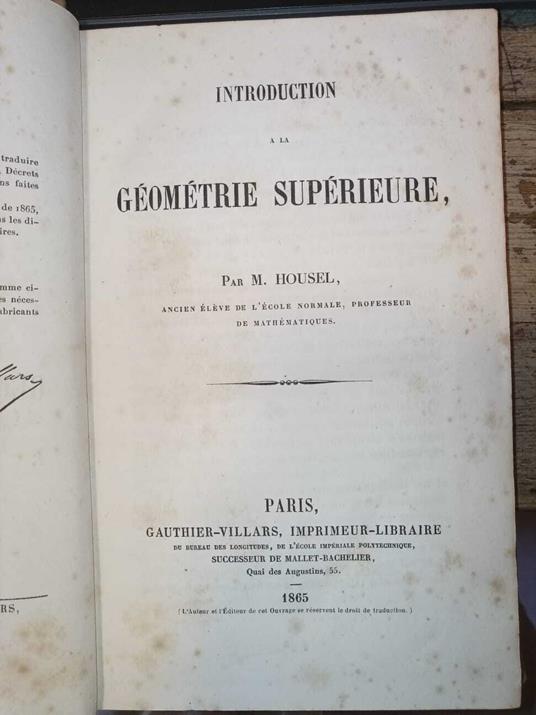 traduire
Décrets
ns faites
de 1865,
s les di-
ires.
mme ci-
es néces-
abricants
RS,
INTRODUCTION
A LA
GÉOMÉTRIE SUPÉRIEURE,
PAR M. HOUSEL,
ANCIEN ÉLÈVE DE L'ÉCOLE NORMALE, PROFESSEUR
DE MATHÉMATIQUES.
PARIS,
GAUTHIER-VILLARS, IMPRIMEUR-LIBRAIRE
DU BUREAU DES LONGITUDES, DE L'ÉCOLE IMPÉRIALE POLYTECHNIQUE,
SUCCESSEUR DE MALLET-BACHELIER,
Quai des Augustins, 55.
1865
(L'Auteur et l'Éditeur de cet Ouvrage se réservent le droit de traduction.)